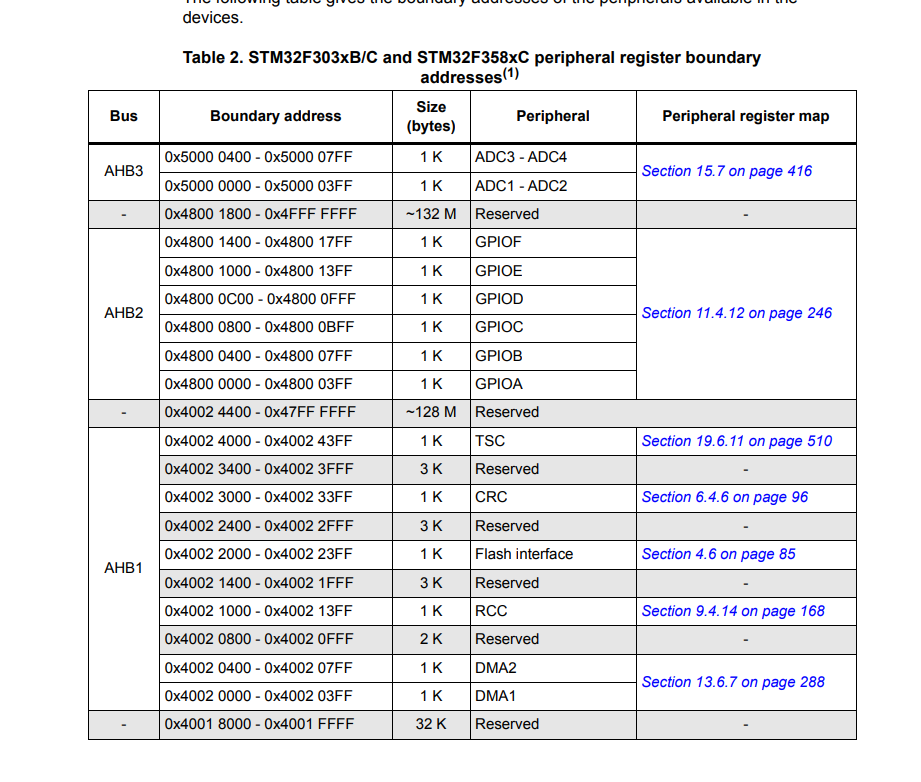 The following table gives the boundary addresses of the peripherals available in the
devices.
Table 2. STM32F303xB/C and STM32F358xC peripheral register boundary
addresses(1)
Bus Boundary address Size (bytes) Peripheral Peripheral register map
AHB3
0x5000 0400 - 0x5000 07FF 1 K ADC3 - ADC4
Section 15.7 on page 416
0x5000 0000 - 0x5000 03FF 1 K ADC1 - ADC2
- 0x4800 1800 - 0x4FFF FFFF ~132 M Reserved -
AHB2
0x4800 1400 - 0x4800 17FF 1 K GPIOF
Section 11.4.12 on page 246
0x4800 1000 - 0x4800 13FF 1 K GPIOE
0x4800 0C00 - 0x4800 0FFF 1 K GPIOD
0x4800 0800 - 0x4800 0BFF 1 K GPIOC
0x4800 0400 - 0x4800 07FF 1 K GPIOB
0x4800 0000 - 0x4800 03FF 1 K GPIOA
- 0x4002 4400 - 0x47FF FFFF ~128 M Reserved
AHB1
0x4002 4000 - 0x4002 43FF 1 K TSC Section 19.6.11 on page 510
0x4002 3400 - 0x4002 3FFF 3 K Reserved -
0x4002 3000 - 0x4002 33FF 1 K CRC Section 6.4.6 on page 96
0x4002 2400 - 0x4002 2FFF 3 K Reserved -
0x4002 2000 - 0x4002 23FF 1 K Flash interface Section 4.6 on page 85
0x4002 1400 - 0x4002 1FFF 3 K Reserved -
0x4002 1000 - 0x4002 13FF 1 K RCC Section 9.4.14 on page 168
0x4002 0800 - 0x4002 0FFF 2 K Reserved -
0x4002 0400 - 0x4002 07FF 1 K DMA2
Section 13.6.7 on page 288
0x4002 0000 - 0x4002 03FF 1 K DMA1
- 0x4001 8000 - 0x4001 FFFF 32 K Reserved -